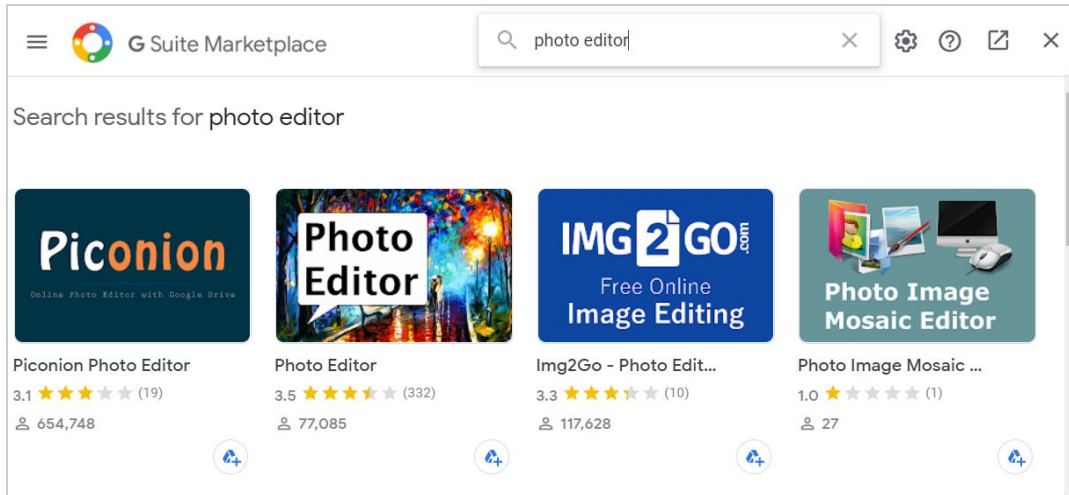 G Suite Marketplace
photo editor
Search results for photo editor
Piconion
Online Photo Editor with Google Drive
Photo
Editor
IMG2GO.com
Free Online
Image Editing
Photo Image
Mosaic Editor
Piconion Photo Editor
Photo Editor
Img2Go - Photo Edit...
Photo Image Mosaic ...
3.1 (19)
3.5 (332)
3.3 (10)
1.0 (1)
654,748
77,085
117,628
27